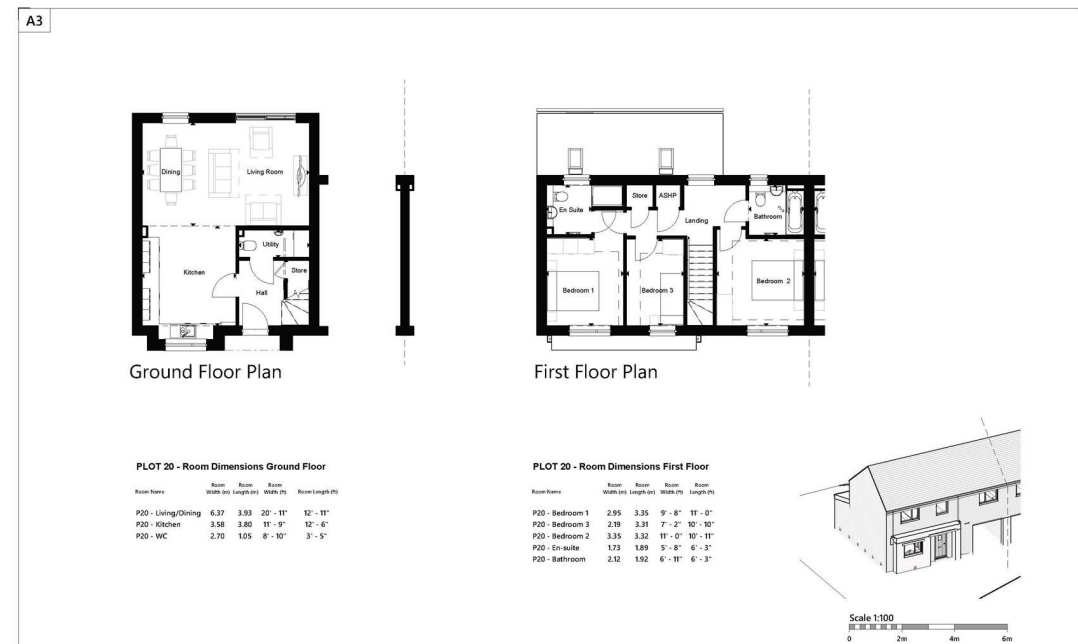 A3
Dining
Living Room
Kitchen
Utility
Store
Hall
Ground Floor Plan
En Suite
Store
ASHP
Landing
Bathroom
Bedroom 1
Bedroom 3
Bedroom 2
First Floor Plan
PLOT 20 - Room Dimensions Ground Floor
Room Name Room Width (m) Room Length (m) Room Width (ft) Room Length (ft)
P20 - Living/Dining 6.37 3.93 20' - 11" 12' - 11"
P20 - Kitchen 3.58 3.80 11' - 9" 12' - 6"
P20 - WC 2.70 1.05 8' - 10" 3' - 5"
PLOT 20 - Room Dimensions First Floor
Room Name Room Width (m) Room Length (m) Room Width (ft) Room Length (ft)
P20 - Bedroom 1 2.95 3.35 9' - 8" 11' - 0"
P20 - Bedroom 3 2.19 3.31 7' - 2" 10' - 10"
P20 - Bedroom 2 3.35 3.32 11' - 0" 10' - 11"
P20 - En-suite 1.73 1.89 5' - 8" 6' - 3"
P20 - Bathroom 2.12 1.92 6' - 11" 6' - 3"
Scale 1:100
0 2m 4m 6m